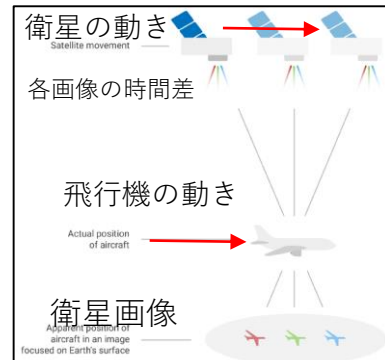 衛星の動き
Satellite movement
各画像の時間差
飛行機の動き
Actual position
of aircraft
衛星画像
Apparent position of
aircraft in an image
focused on Earth's surface